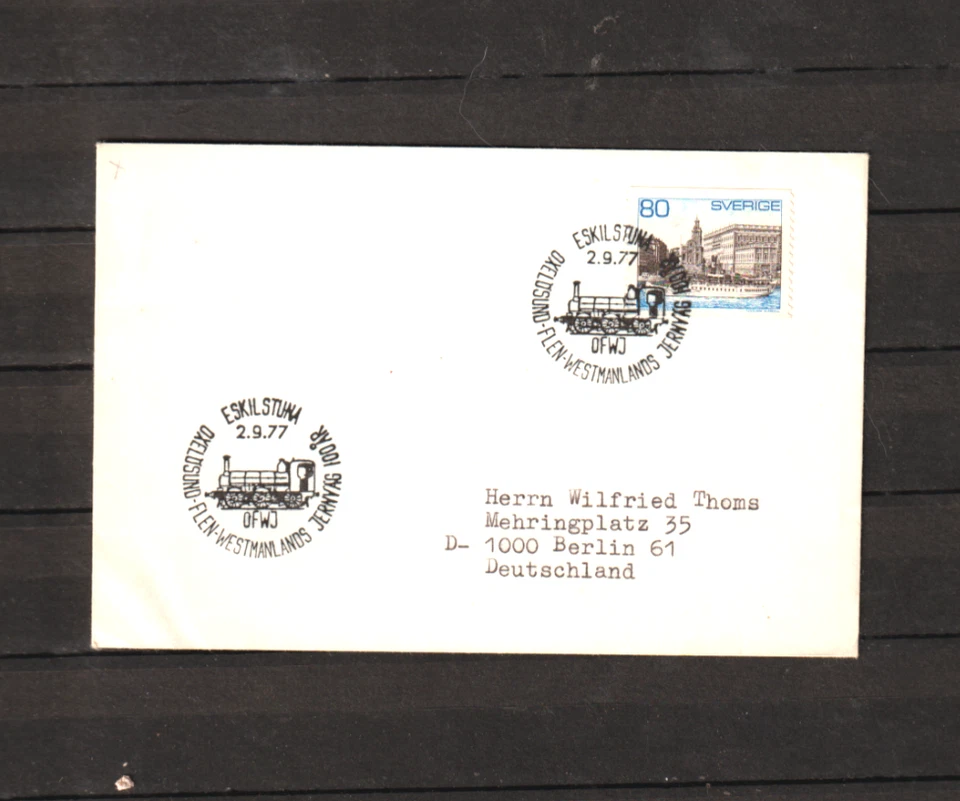 80 SVERIGE
ESKILSTUNA
2.9.77
OXELÖSUND-FLEN-WESTMANLANDS JERNVÄG 100 ÅR
OFWJ
ESKILSTUNA
2.9.77
OXELÖSUND-FLEN-WESTMANLANDS JERNVÄG 100 ÅR
OFWJ
Herrn Wilfried Thoms
Mehringplatz 35
D- 1000 Berlin 61
Deutschland